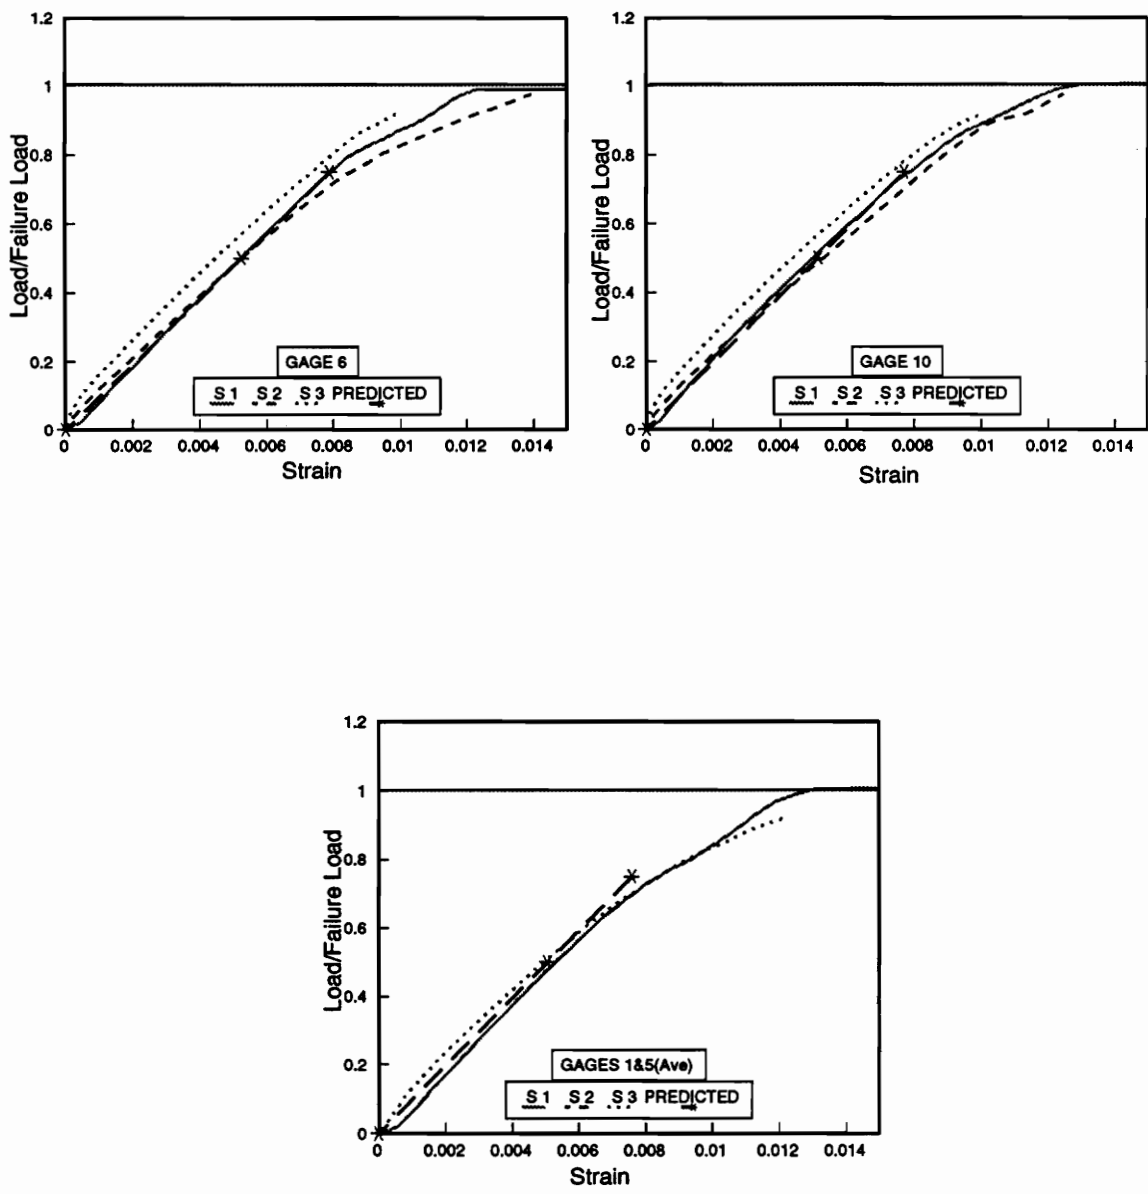 1.2
1
0.8
0.6
0.4
0.2
0
Load/Failure Load
GAGE 6
S 1 S 2 S 3 PREDICTED
0 0.002 0.004 0.006 0.008 0.01 0.012 0.014
Strain
1.2
1
0.8
0.6
0.4
0.2
0
Load/Failure Load
GAGE 10
S 1 S 2 S 3 PREDICTED
0 0.002 0.004 0.006 0.008 0.01 0.012 0.014
Strain
1.2
1
0.8
0.6
0.4
0.2
0
Load/Failure Load
GAGES 1&5(Ave)
S 1 S 2 S 3 PREDICTED
0 0.002 0.004 0.006 0.008 0.01 0.012 0.014
Strain